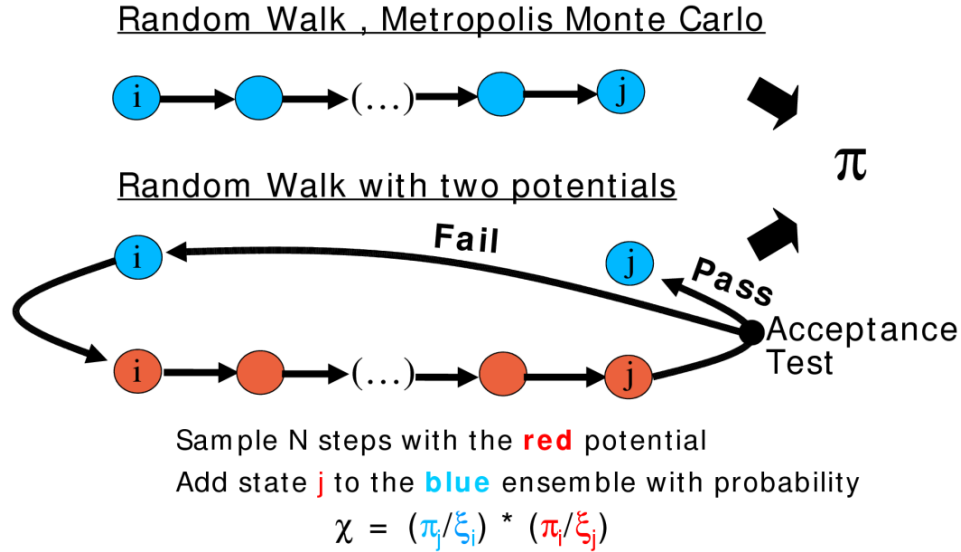 Random Walk , Metropolis Monte Carlo
i (...) j
π
Random Walk with two potentials
i Fail j Pass
Acceptance
Test
i (...) j
Sample N steps with the red potential
Add state j to the blue ensemble with probability
χ = (πj/ξi) * (πi/ξj)